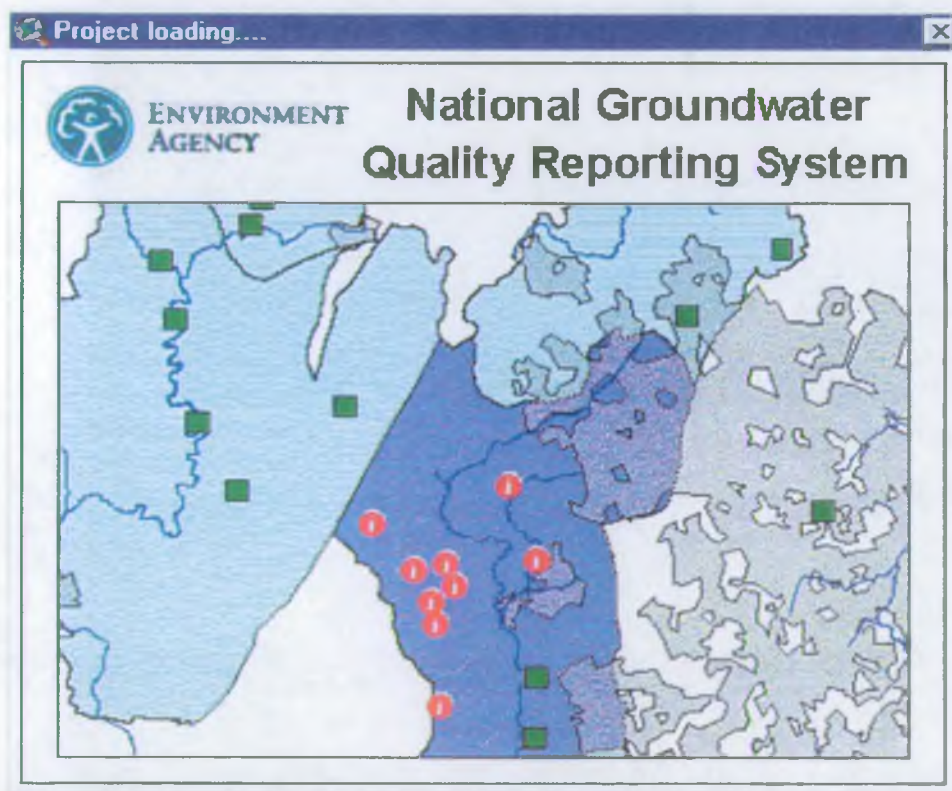 Project loading....
ENVIRONMENT
AGENCY
National Groundwater
Quality Reporting System